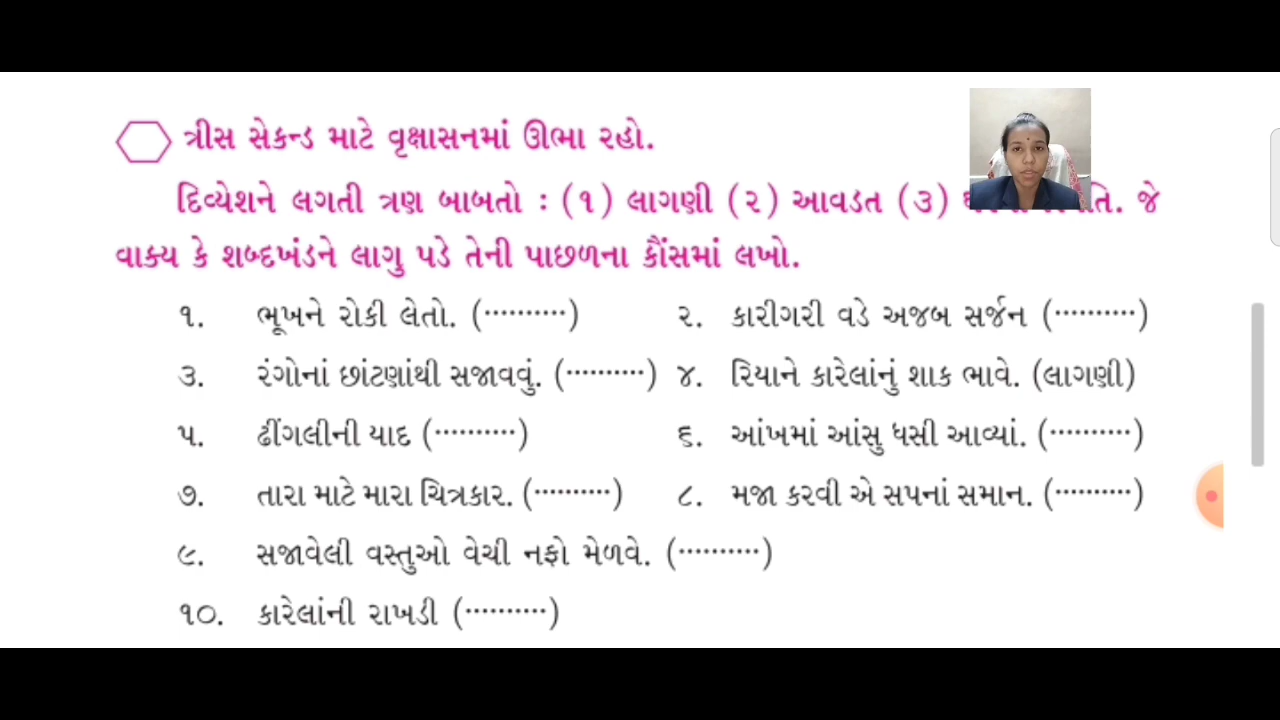 ત્રીસ સેકન્ડ માટે વૃક્ષાસનમાં ઊભા રહો.
દિવ્યેશને લગતી ત્રણ બાબતો : (૧) લાગણી (૨) આવડત (૩) જે
વાક્ય કે શબ્દખંડને લાગુ પડે તેની પાછળના કૌંસમાં લખો.
૧. ભૂખને રોકી લેતો. (..........) ૨. કારીગરી વડે અજબ સર્જન (..........)
૩. રંગોનાં છાંટણાંથી સજાવવું. (..........) ૪. રિયાને કારેલાંનું શાક ભાવે. (લાગણી)
૫. ઢીંગલીની યાદ (..........) ૬. આંખમાં આંસુ ધસી આવ્યાં. (..........)
૭. તારા માટે મારા ચિત્રકાર. (..........) ૮. મજા કરવી એ સપનાં સમાન. (..........)
૯. સજાવેલી વસ્તુઓ વેચી નફો મેળવે. (..........)
૧૦. કારેલાંની રાખડી (..........)